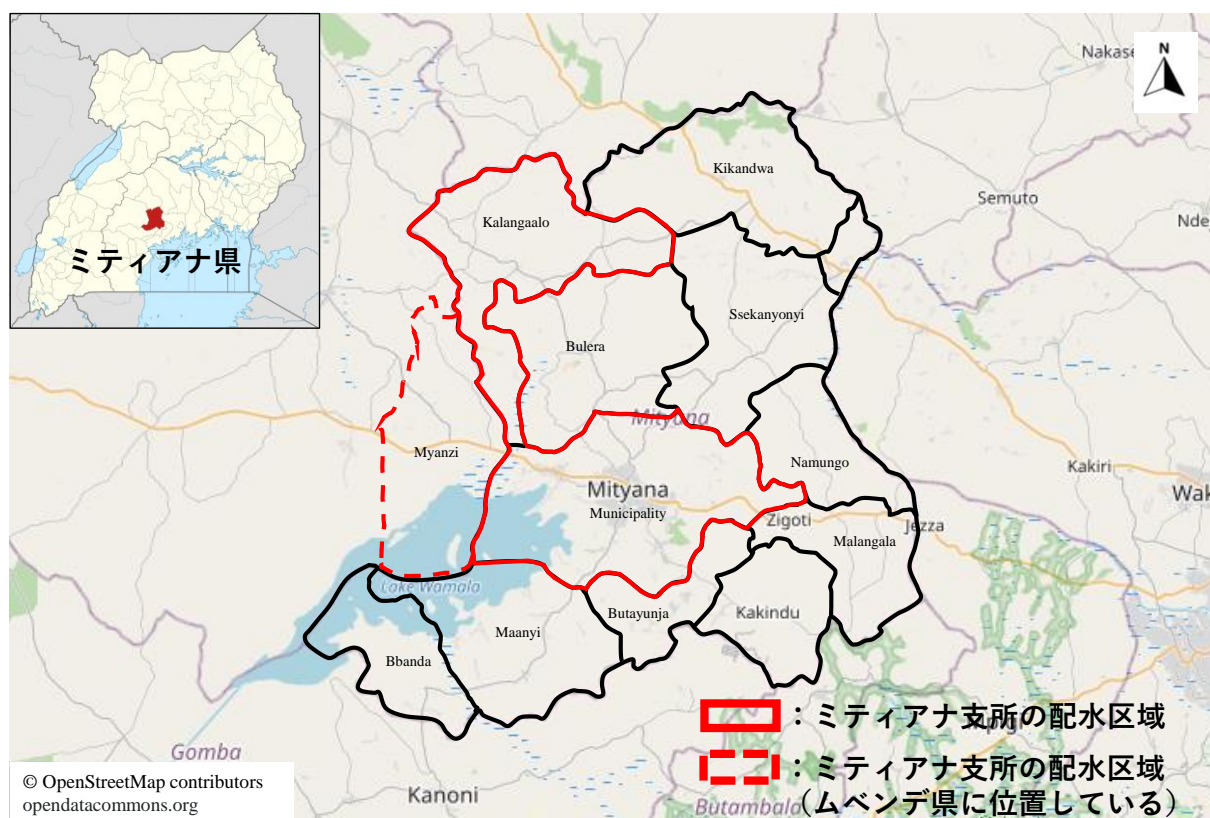 ミティアナ県
N
Nakase
Kikandwa
Semuto
Kalangaalo
Nde
Ssekanyonyi
Bulera
Mityana
Myanzi
Namungo
Kakiri
Mityana
Wak
Municipality
Zigoti
Jezza
Malangala
Lake Wamala
Butayunja
Kakindu
Maanyi
Bbanda
:ミティアナ支所の配水区域
Mpigi
Gomba
:ミティアナ支所の配水区域
(ムベンデ県に位置している)
Butambala
Kanoni
© OpenStreetMap contributors
opendatacommons.org